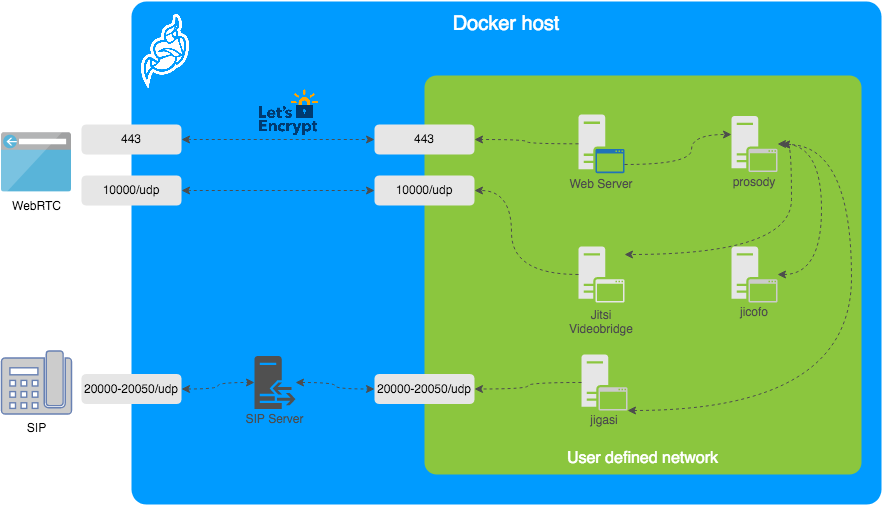 Docker host
Let's
Encrypt
443
443
Web Server
prosody
WebRTC
10000/udp
10000/udp
Jitsi
Videobridge
jicofo
SIP
20000-20050/udp
SIP Server
20000-20050/udp
jigasi
User defined network